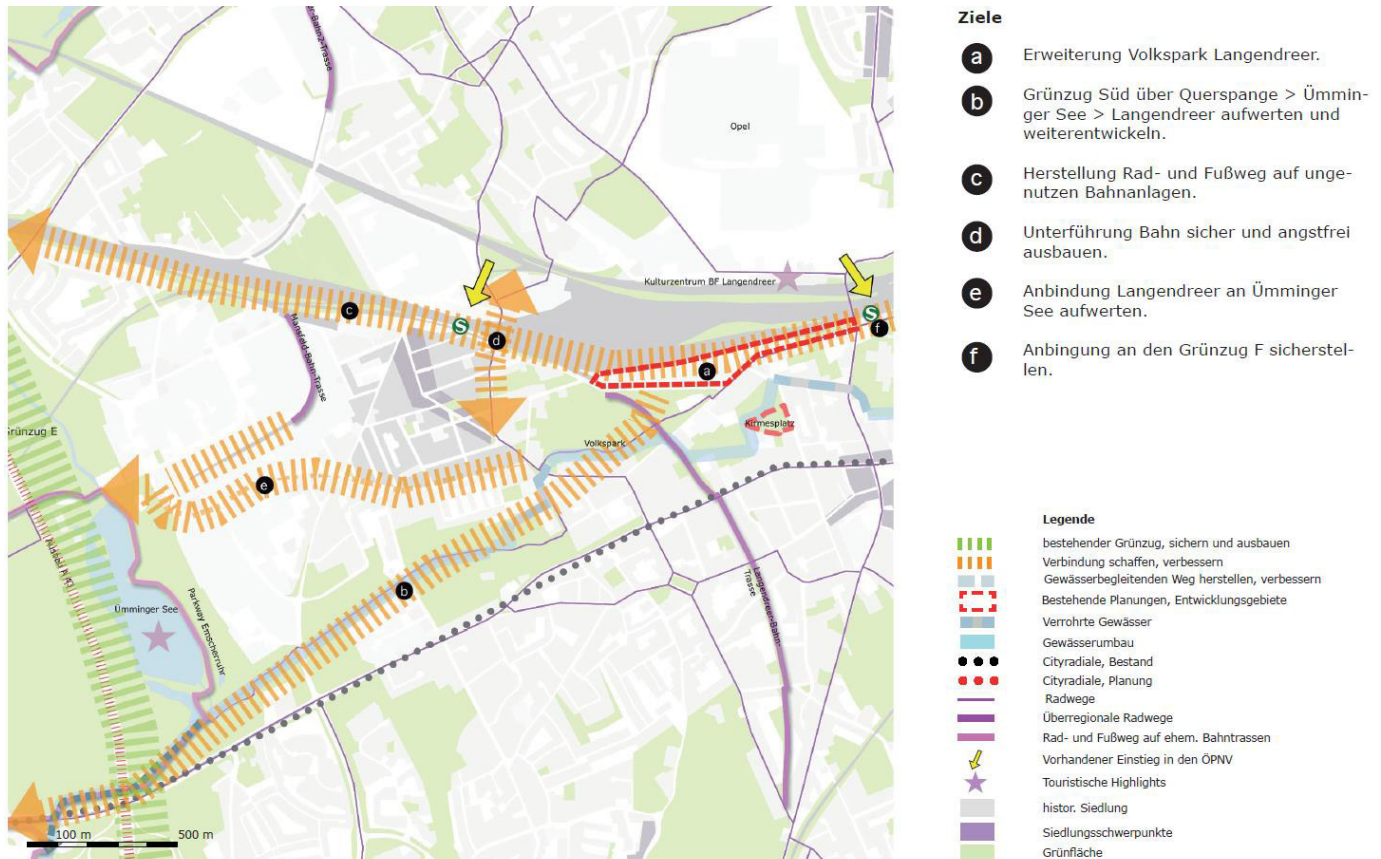 Opel
Kulturzentrum BF Langendreer
S
S
c
d
f
a
Mansfeld-Bahn-Trasse
Kirmesplatz
Grünzug E
Volkspark
e
b
Langendreer-Bahn-
Trasse
Ümminger See
Parkway Emscherruhr
100 m
500 m
Ziele
a Erweiterung Volkspark Langendreer.
b Grünzug Süd über Querspange > Ümmin-
ger See > Langendreer aufwerten und
weiterentwickeln.
c Herstellung Rad- und Fußweg auf unge-
nutzen Bahnanlagen.
d Unterführung Bahn sicher und angstfrei
ausbauen.
e Anbindung Langendreer an Ümminger
See aufwerten.
f Anbingung an den Grünzug F sicherstel-
len.
Legende
bestehender Grünzug, sichern und ausbauen
Verbindung schaffen, verbessern
Gewässerbegleitenden Weg herstellen, verbessern
Bestehende Planungen, Entwicklungsgebiete
Verrohrte Gewässer
Gewässerumbau
Cityradiale, Bestand
Cityradiale, Planung
Radwege
Überregionale Radwege
Rad- und Fußweg auf ehem. Bahntrassen
Vorhandener Einstieg in den ÖPNV
Touristische Highlights
histor. Siedlung
Siedlungsschwerpunkte
Grünfläche